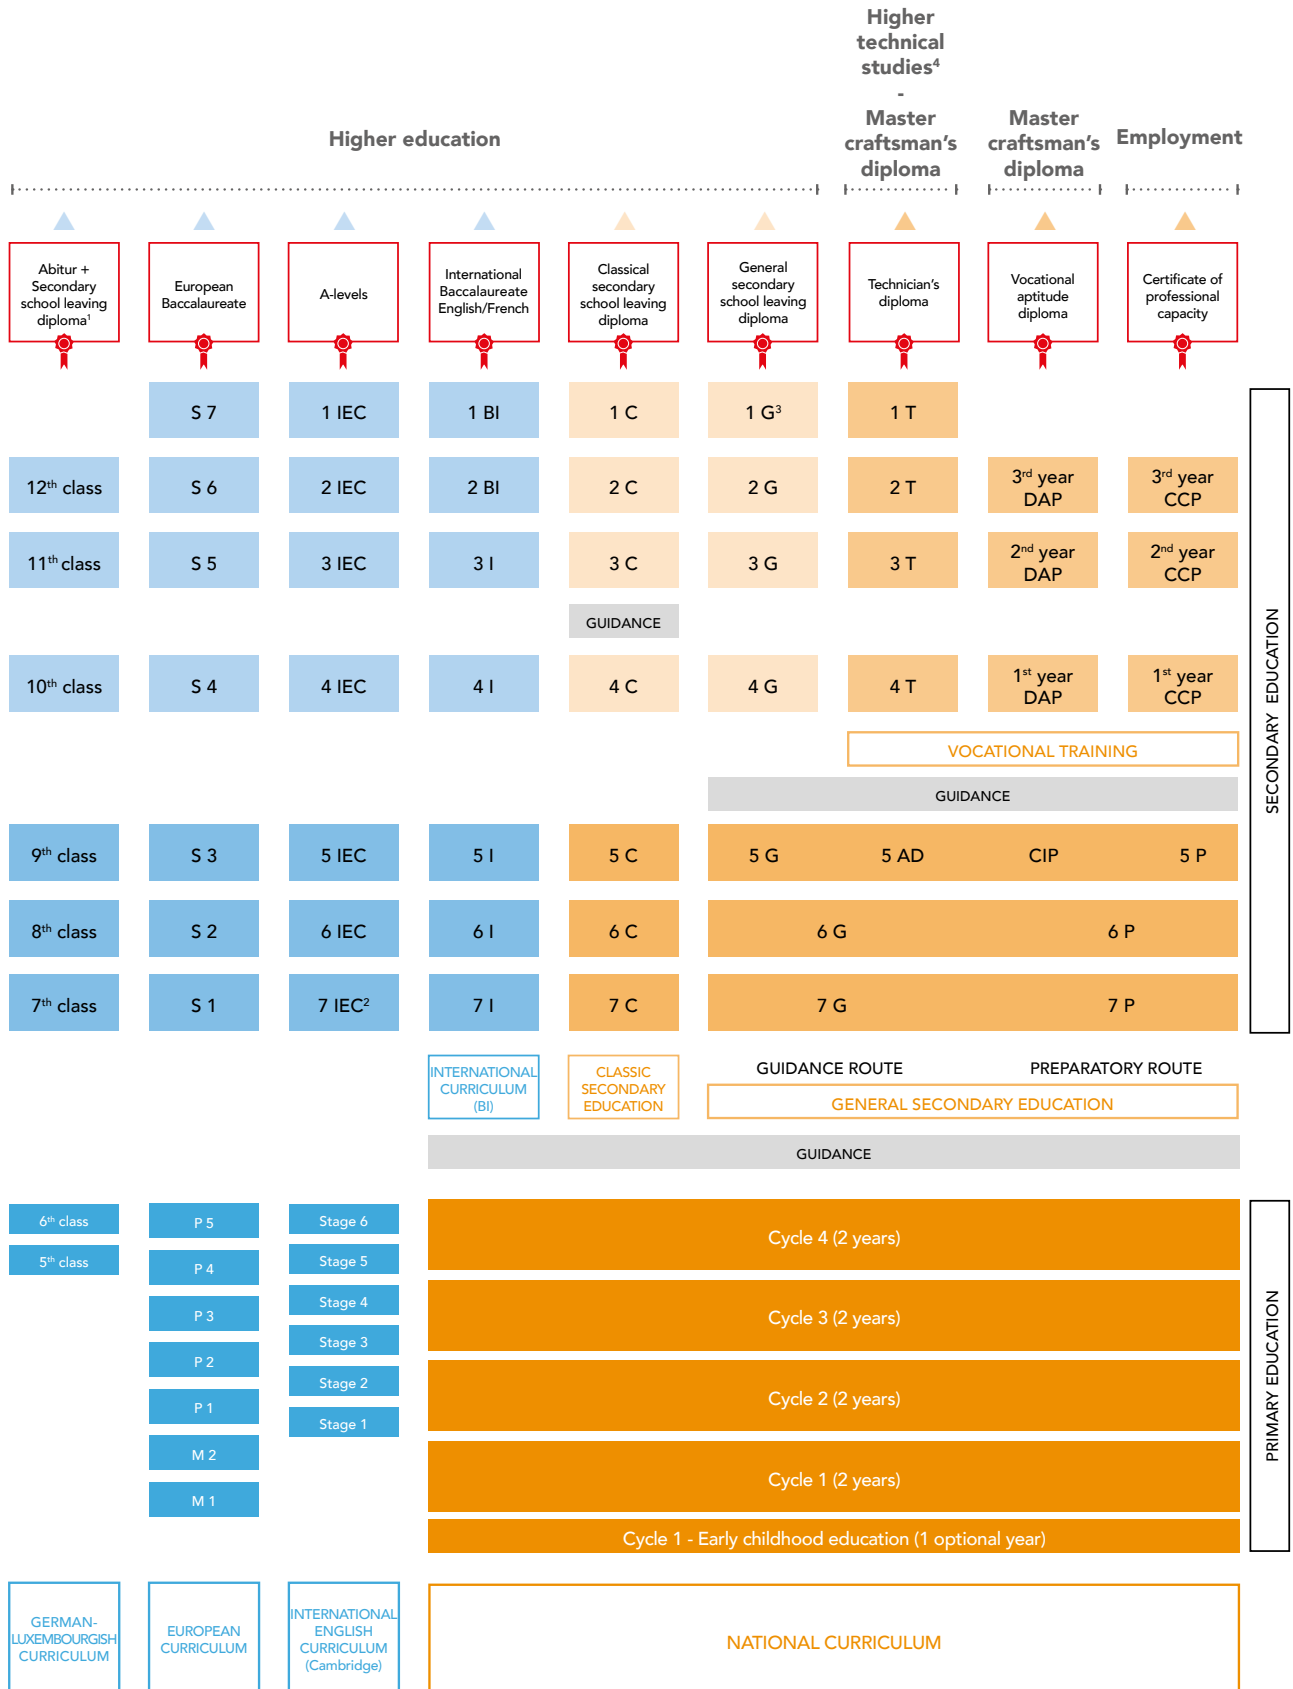 Higher
technical
studies⁴
-
Master
craftsman's
diploma
Master
craftsman's
diploma
Employment
Higher education
Abitur +
Secondary
school leaving
diploma¹
European
Baccalaureate
A-levels
International
Baccalaureate
English/French
Classical
secondary
school leaving
diploma
General
secondary
school leaving
diploma
Technician's
diploma
Vocational
aptitude
diploma
Certificate of
professional
capacity
S 7
1 IEC
1 BI
1 C
1 G³
1 T
12th class
S 6
2 IEC
2 BI
2 C
2 G
2 T
3rd year
DAP
3rd year
CCP
11th class
S 5
3 IEC
3 I
3 C
3 G
3 T
2nd year
DAP
2nd year
CCP
GUIDANCE
10th class
S 4
4 IEC
4 I
4 C
4 G
4 T
1st year
DAP
1st year
CCP
VOCATIONAL TRAINING
GUIDANCE
9th class
S 3
5 IEC
5 I
5 C
5 G
5 AD
CIP
5 P
8th class
S 2
6 IEC
6 I
6 C
6 G
6 P
7th class
S 1
7 IEC²
7 I
7 C
7 G
7 P
SECONDARY EDUCATION
INTERNATIONAL
CURRICULUM
(BI)
CLASSIC
SECONDARY
EDUCATION
GUIDANCE ROUTE
PREPARATORY ROUTE
GENERAL SECONDARY EDUCATION
GUIDANCE
6th class
5th class
P 5
P 4
P 3
P 2
P 1
M 2
M 1
Stage 6
Stage 5
Stage 4
Stage 3
Stage 2
Stage 1
Cycle 4 (2 years)
Cycle 3 (2 years)
Cycle 2 (2 years)
Cycle 1 (2 years)
Cycle 1 - Early childhood education (1 optional year)
PRIMARY EDUCATION
GERMAN-
LUXEMBOURGISH
CURRICULUM
EUROPEAN
CURRICULUM
INTERNATIONAL
ENGLISH
CURRICULUM
(Cambridge)
NATIONAL CURRICULUM